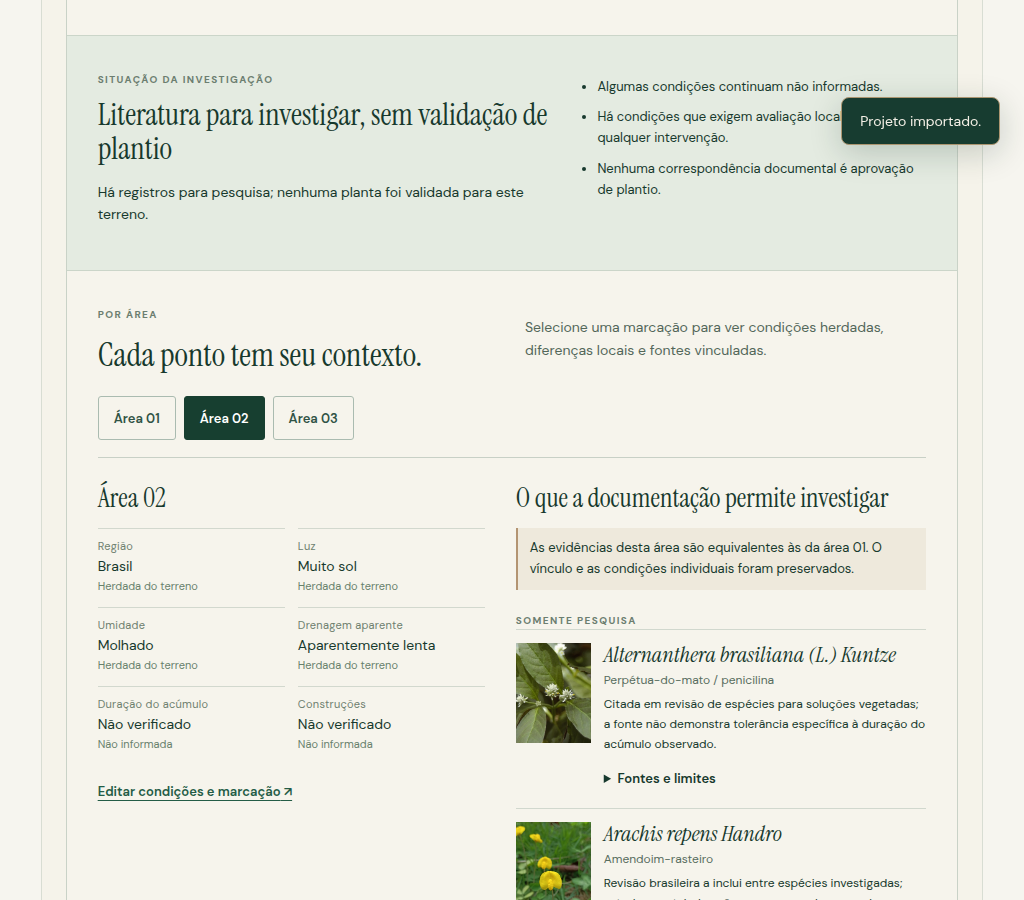 SITUAÇÃO DA INVESTIGAÇÃO
Literatura para investigar, sem validação de
plantio
Há registros para pesquisa; nenhuma planta foi validada para este
terreno.
Algumas condições continuam não informadas.
Há condições que exigem avaliação loca
qualquer intervenção.
Nenhuma correspondência documental é aprovação
de plantio.
Projeto importado.
POR ÁREA
Cada ponto tem seu contexto.
Selecione uma marcação para ver condições herdadas,
diferenças locais e fontes vinculadas.
Área 01
Área 02
Área 03
Área 02
Região
Brasil
Herdada do terreno
Luz
Muito sol
Herdada do terreno
Umidade
Molhado
Herdada do terreno
Drenagem aparente
Aparentemente lenta
Herdada do terreno
Duração do acúmulo
Não verificado
Não informada
Construções
Não verificado
Não informada
Editar condições e marcação
O que a documentação permite investigar
As evidências desta área são equivalentes às da área 01. O
vínculo e as condições individuais foram preservados.
SOMENTE PESQUISA
Alternanthera brasiliana (L.) Kuntze
Perpétua-do-mato / penicilina
Citada em revisão de espécies para soluções vegetadas;
a fonte não demonstra tolerância específica à duração do
acúmulo observado.
Fontes e limites
Arachis repens Handro
Amendoim-rasteiro
Revisão brasileira a inclui entre espécies investigadas;